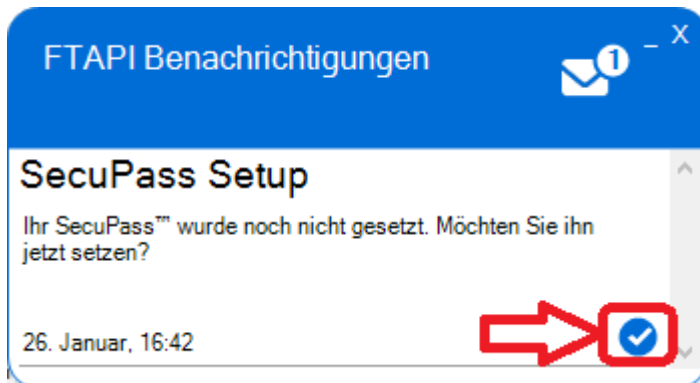 FTAPI Benachrichtigungen
1
_ X
SecuPass Setup
Ihr SecuPass™ wurde noch nicht gesetzt. Möchten Sie ihn
jetzt setzen?
26. Januar, 16:42